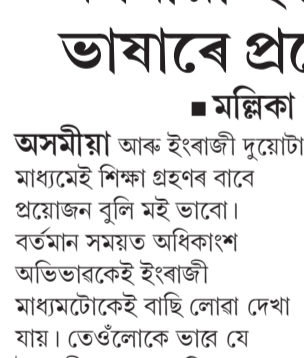 ভাষাৰে
■ মল্লিকা
অসমীয়া আৰু ইংৰাজী দুয়োটা
মাধ্যমেই শিক্ষা গ্ৰহণৰ বাবে
প্ৰয়োজন বুলি মই ভাবো।
বৰ্তমান সময়ত অধিকাংশ
অভিভাৱকেই ইংৰাজী
মাধ্যমটোকেই বাছি লোৱা দেখা
যায়। তেওঁলোকে ভাবে যে